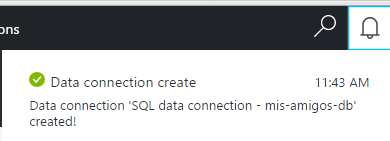 ons
Data connection create 11:43 AM
Data connection 'SQL data connection - mis-amigos-db'
created!